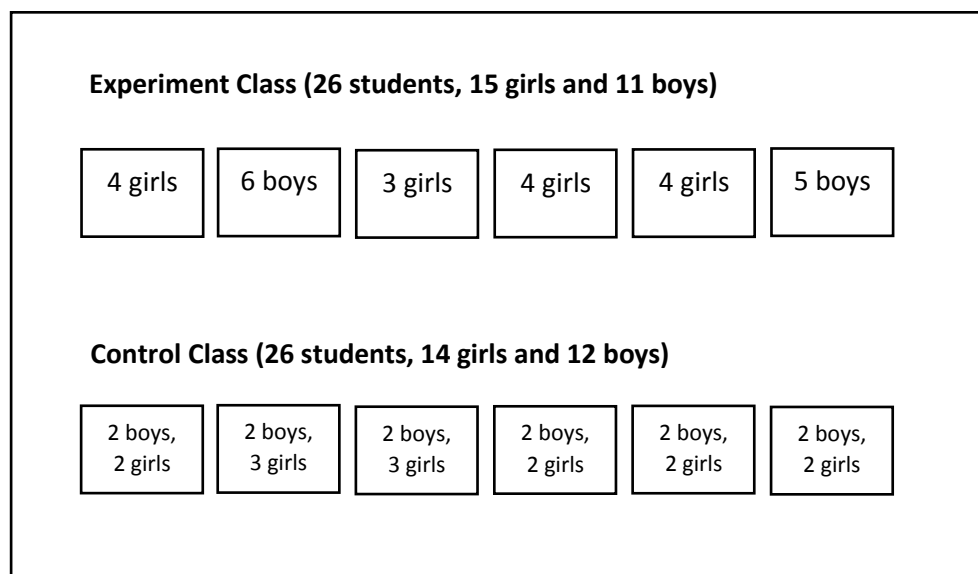 Experiment Class (26 students, 15 girls and 11 boys)
4 girls
6 boys
3 girls
4 girls
4 girls
5 boys
Control Class (26 students, 14 girls and 12 boys)
2 boys,
2 girls
2 boys,
3 girls
2 boys,
3 girls
2 boys,
2 girls
2 boys,
2 girls
2 boys,
2 girls